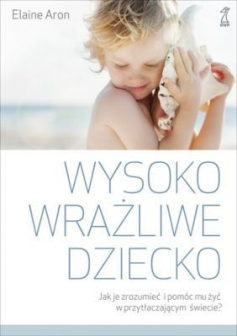 Elaine Aron
WYSOKO
WRAŻLIWE
DZIECKO
Jak je zrozumieć i pomóc mu żyć
w przytłaczającym świecie?